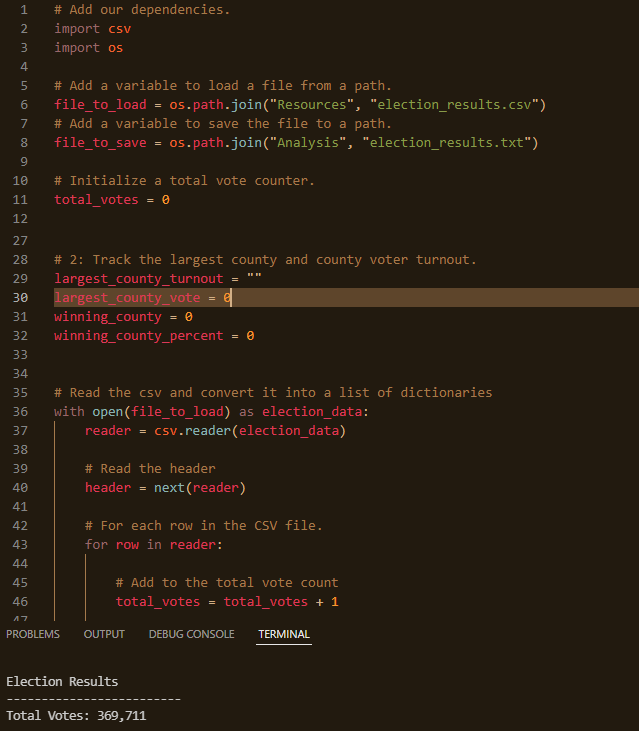 1 # Add our dependencies.
2 import csv
3 import os
4
5 # Add a variable to load a file from a path.
6 file_to_load = os.path.join("Resources", "election_results.csv")
7 # Add a variable to save the file to a path.
8 file_to_save = os.path.join("Analysis", "election_results.txt")
9
10 # Initialize a total vote counter.
11 total_votes = 0
12
27
28 # 2: Track the largest county and county voter turnout.
29 largest_county_turnout = ""
30 largest_county_vote = 0
31 winning_county = 0
32 winning_county_percent = 0
33
34
35 # Read the csv and convert it into a list of dictionaries
36 with open(file_to_load) as election_data:
37     reader = csv.reader(election_data)
38
39     # Read the header
40     header = next(reader)
41
42     # For each row in the CSV file.
43     for row in reader:
44
45         # Add to the total vote count
46         total_votes = total_votes + 1
47
PROBLEMS OUTPUT DEBUG CONSOLE TERMINAL
Election Results
-------------------------
Total Votes: 369,711